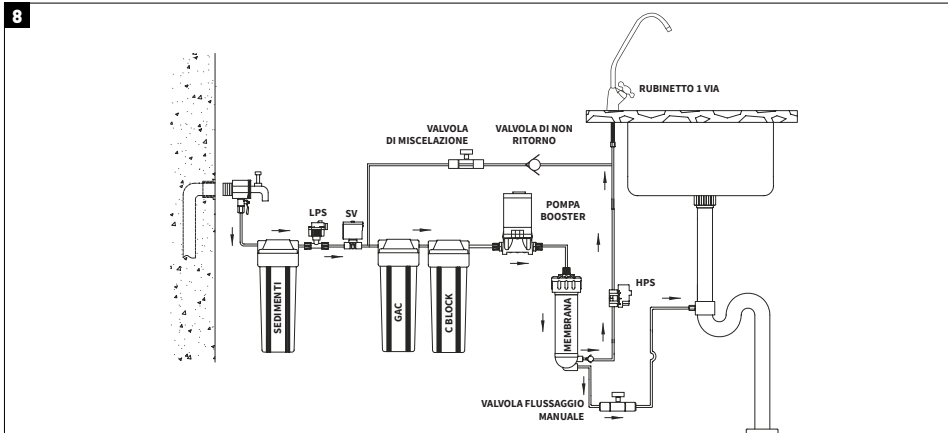 8
RUBINETTO 1 VIA
VALVOLA
DI MISCELAZIONE
VALVOLA DI NON
RITORNO
LPS
SV
POMPA
BOOSTER
HPS
SEDIMENTI
GAC
C BLOCK
MEMBRANA
VALVOLA FLUSSAGGIO
MANUALE